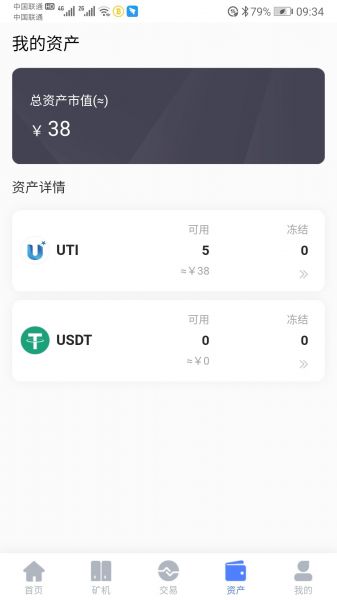 中国联通 HD 4G 2G 79% 09:34
中国联通
我的资产
总资产市值(≈)
¥ 38
资产详情
可用 冻结
UTI 5 0
≈¥38
可用 冻结
USDT 0 0
≈¥0
首页 矿机 交易 资产 我的